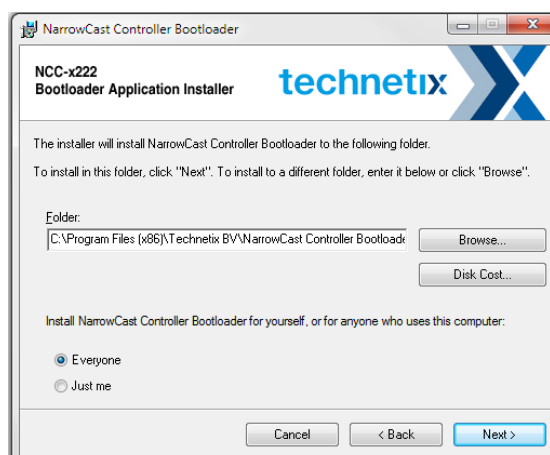 NarrowCast Controller Bootloader
NCC-x222
Bootloader Application Installer
technetix
The installer will install NarrowCast Controller Bootloader to the following folder.
To install in this folder, click "Next". To install to a different folder, enter it below or click "Browse".
Folder:
C:\Program Files (x86)\Technetix BV\NarrowCast Controller Bootloade
Browse...
Disk Cost...
Install NarrowCast Controller Bootloader for yourself, or for anyone who uses this computer:
Everyone
Just me
Cancel
< Back
Next >